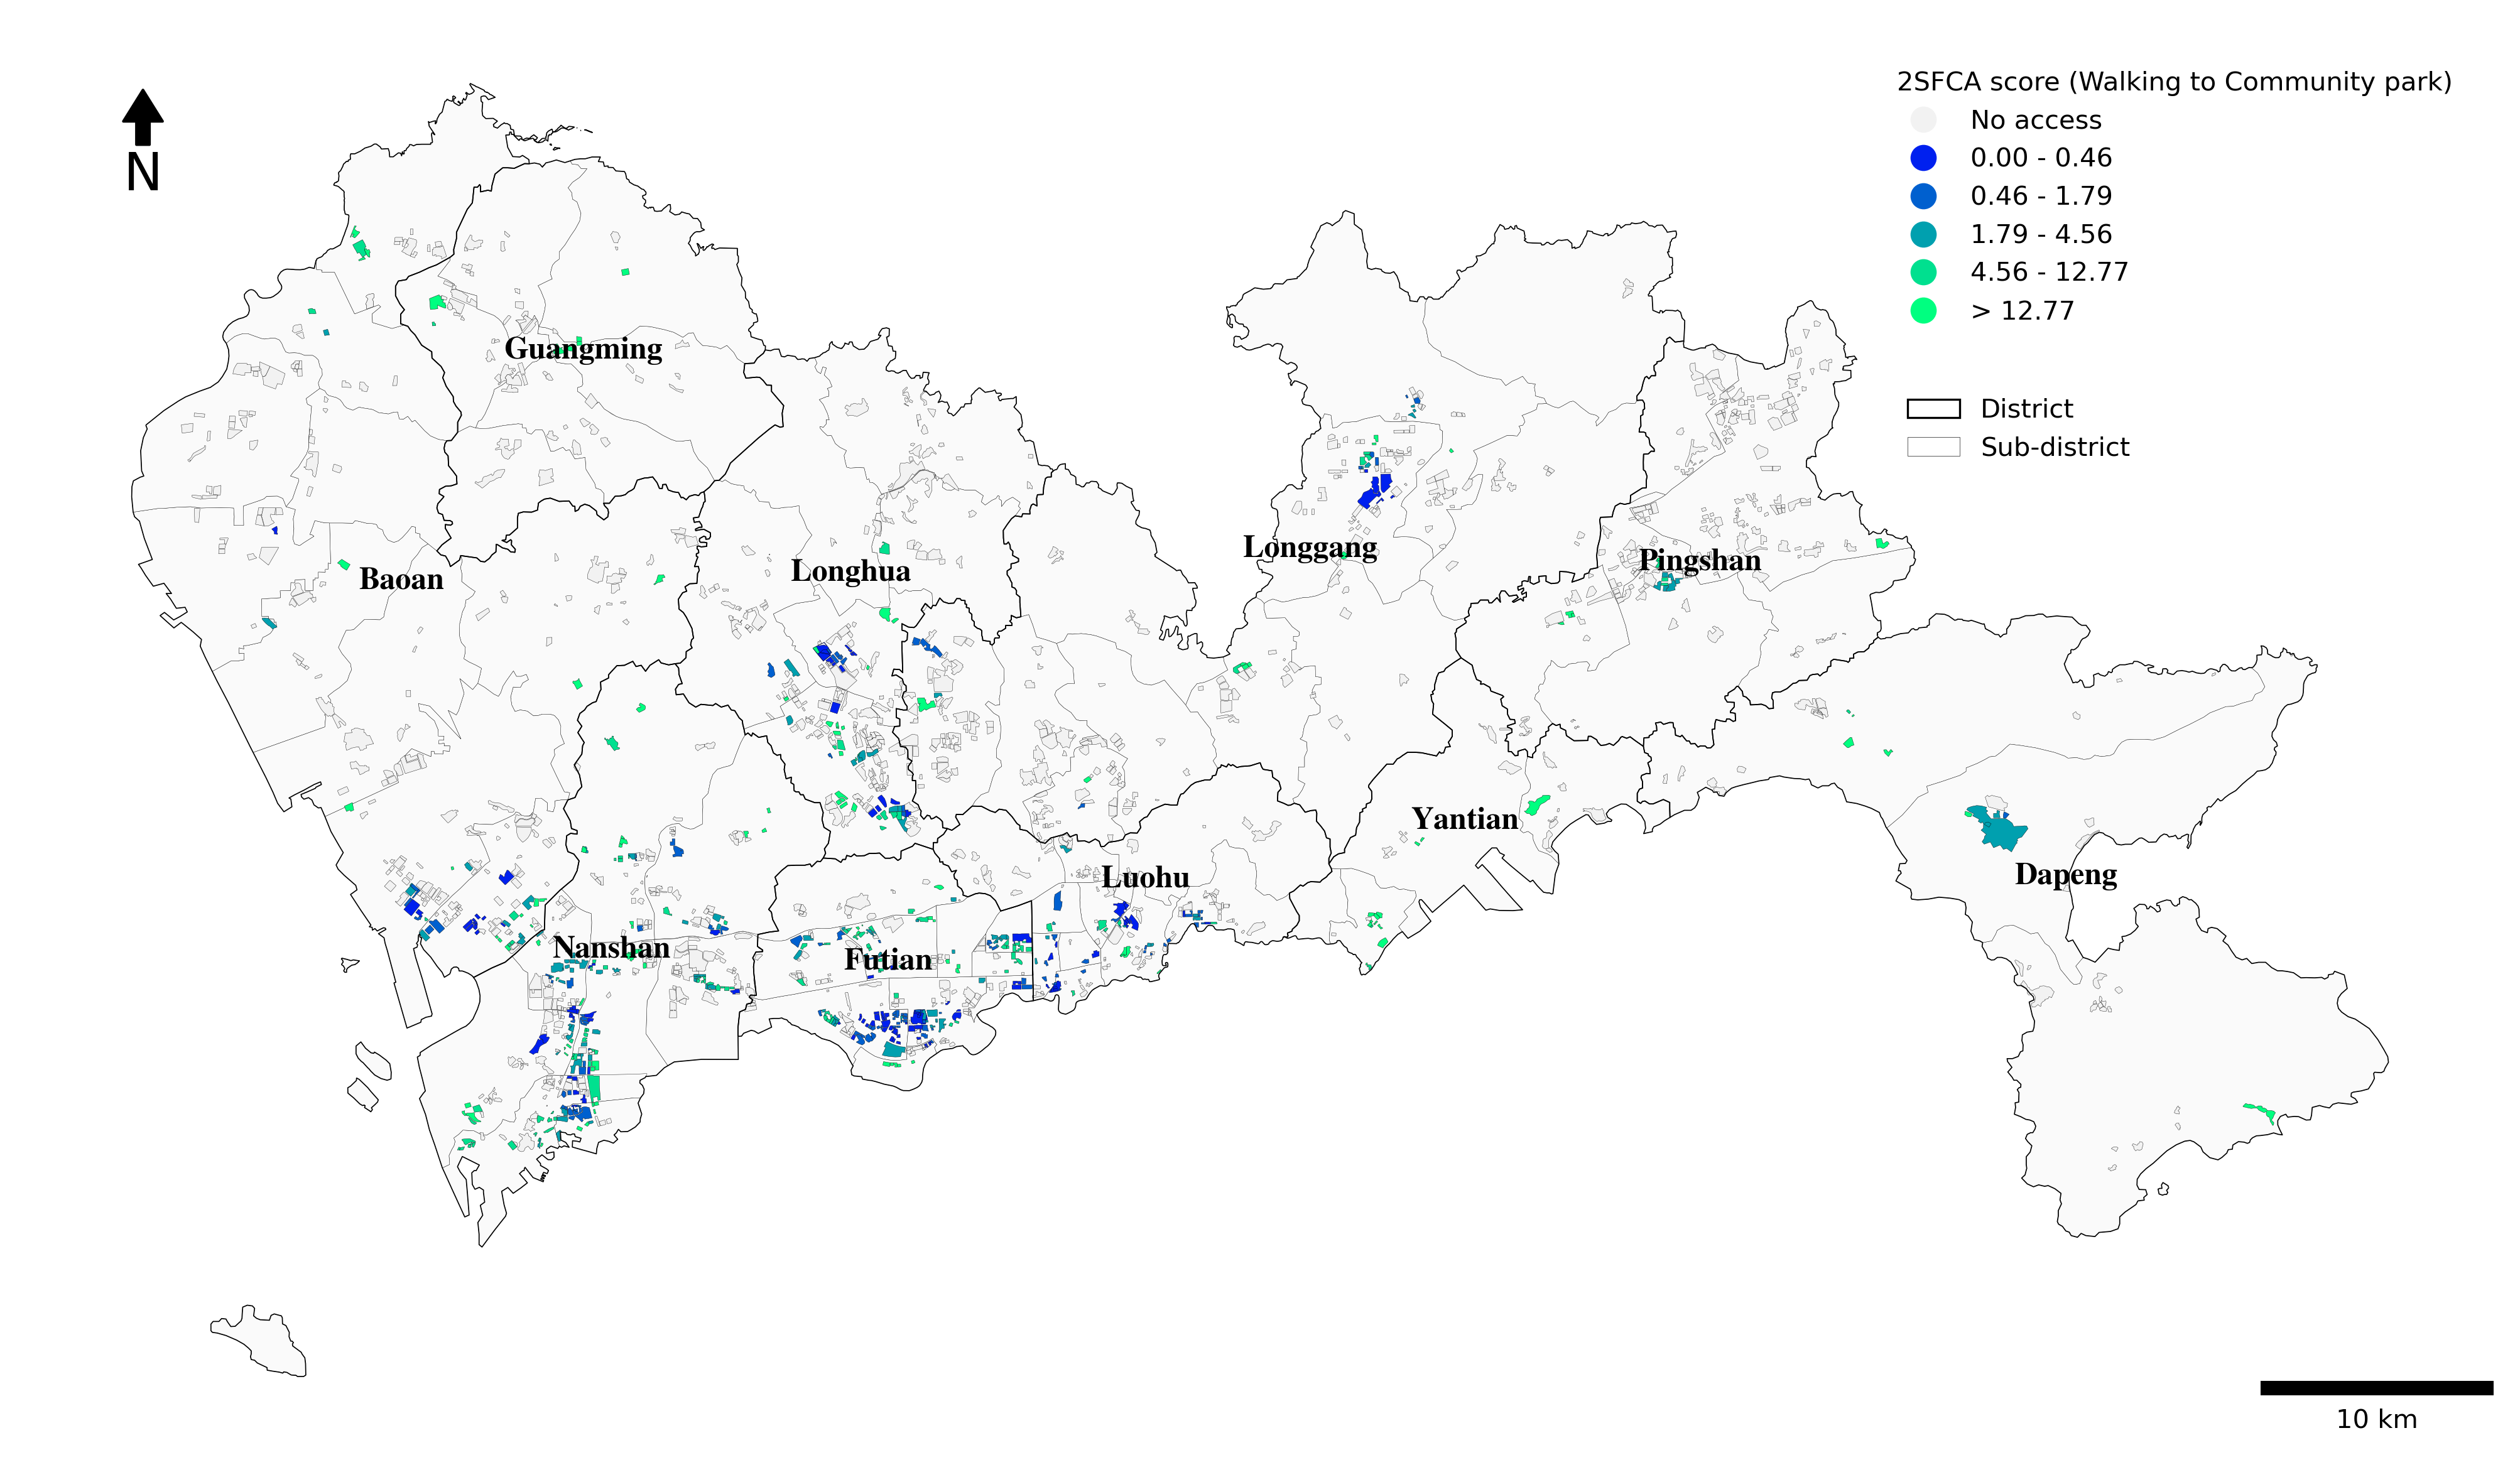 N
2SFCA score (Walking to Community park)
No access
0.00 - 0.46
0.46 - 1.79
1.79 - 4.56
4.56 - 12.77
> 12.77
District
Sub-district
Guangming
Baoan
Longhua
Longgang
Pingshan
Yantian
Luohu
Dapeng
Nanshan
Futian
10 km